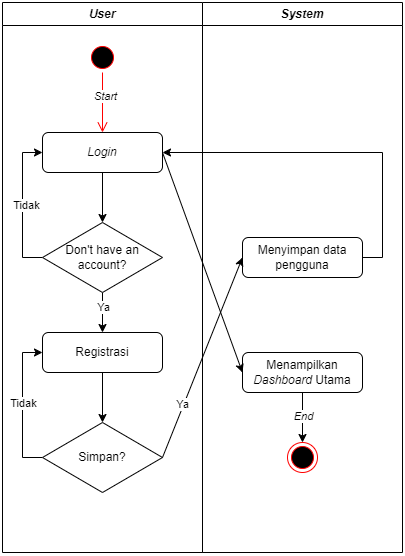 User
System
Start
Login
Tidak
Don't have an
account?
Menyimpan data
pengguna
Ya
Registrasi
Menampilkan
Dashboard Utama
Tidak
Ya
End
Simpan?